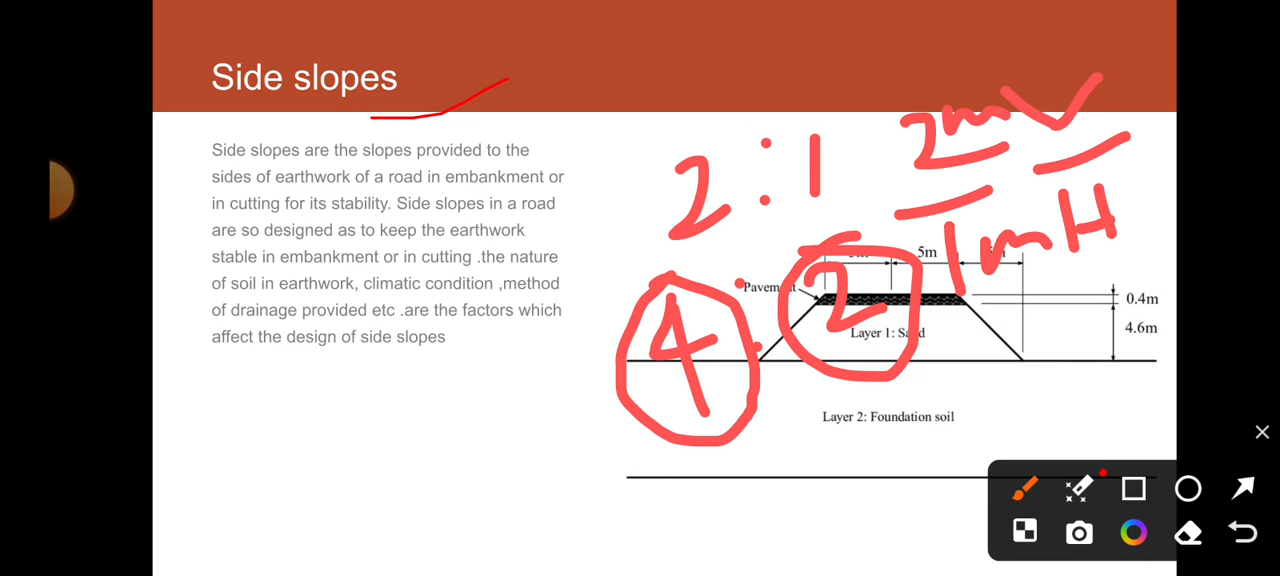 Side slopes
Side slopes are the slopes provided to the
sides of earthwork of a road in embankment or
in cutting for its stability. Side slopes in a road
are so designed as to keep the earthwork
stable in embankment or in cutting .the nature
of soil in earthwork, climatic condition ,method
of drainage provided etc .are the factors which
affect the design of side slopes
2 : 1
2m V
1m H
4 : 2
5m
Pavement
0.4m
4.6m
Layer 1: Sand
Layer 2: Foundation soil